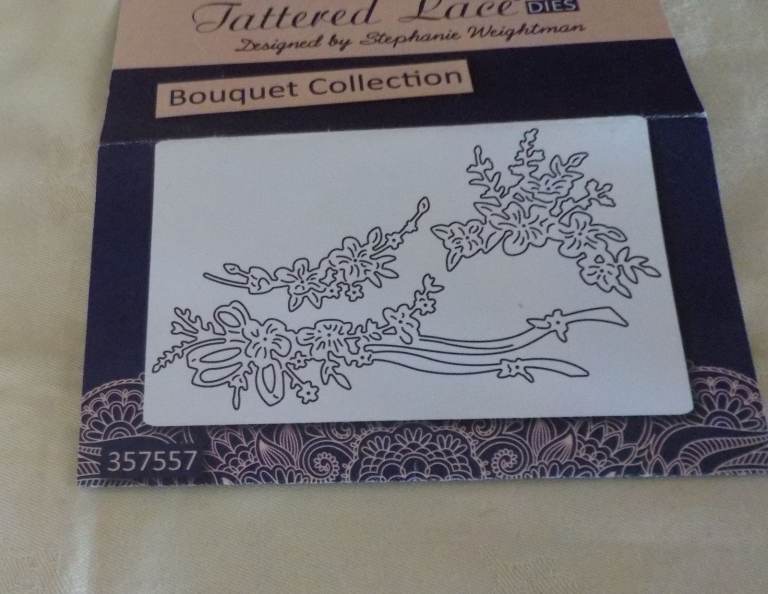 Tattered Lace DIES
Designed by Stephanie Weightman
Bouquet Collection
357557